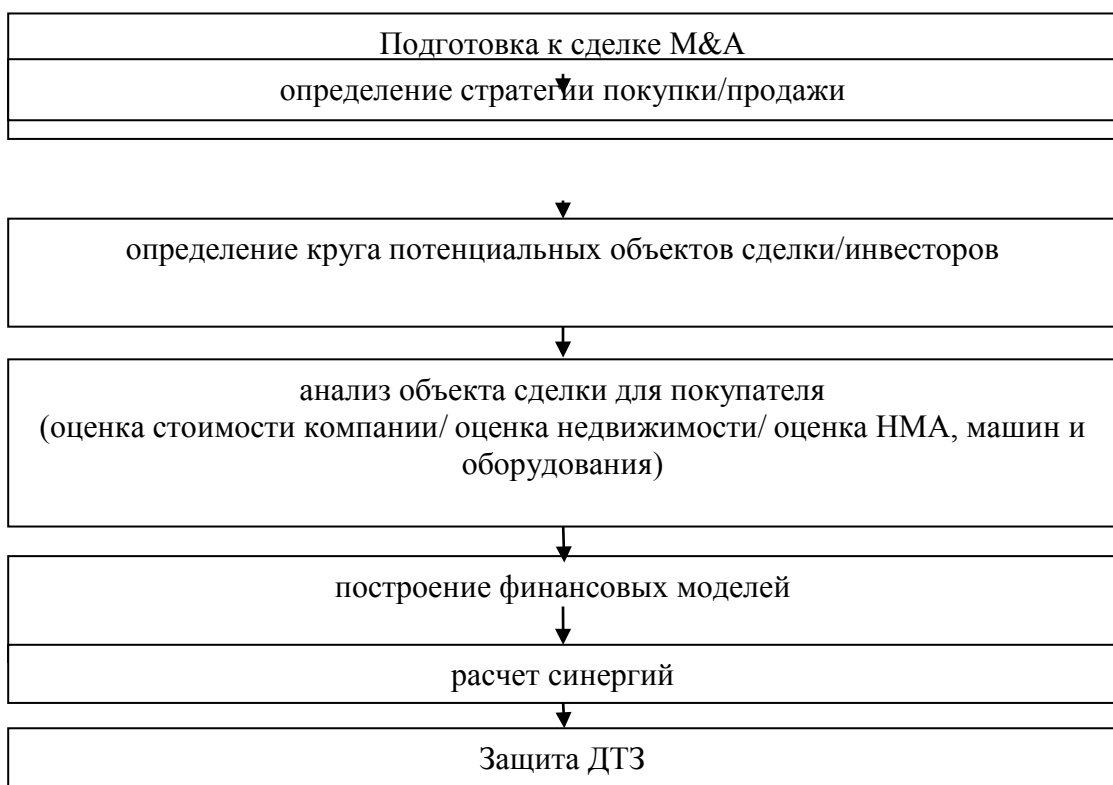 Подготовка к сделке M&A
определение стратегии покупки/продажи
определение круга потенциальных объектов сделки/инвесторов
анализ объекта сделки для покупателя
(оценка стоимости компании/ оценка недвижимости/ оценка НМА, машин и
оборудования)
построение финансовых моделей
расчет синергий
Защита ДТЗ